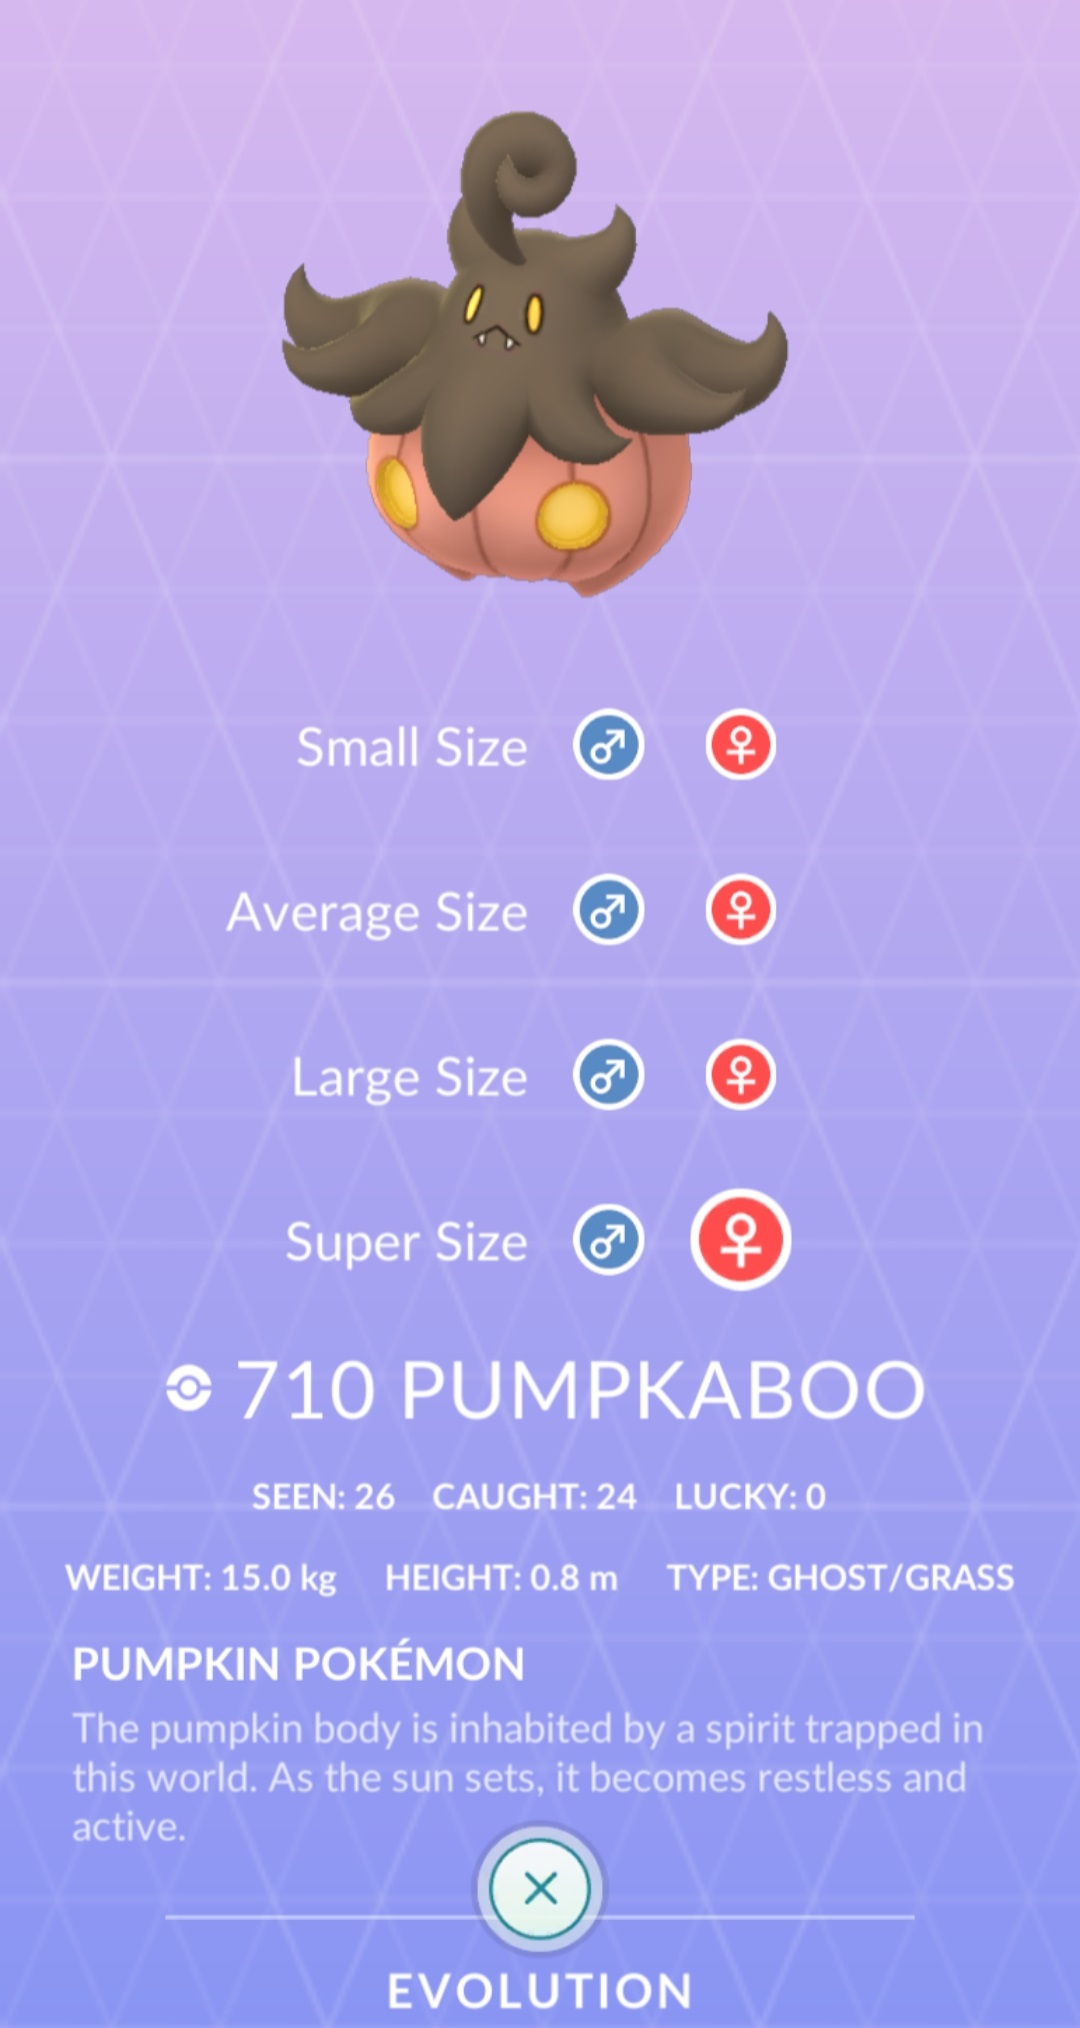 Small Size
Average Size
Large Size
Super Size
710 PUMPKABOO
SEEN: 26 CAUGHT: 24 LUCKY: 0
WEIGHT: 15.0 kg HEIGHT: 0.8 m TYPE: GHOST/GRASS
PUMPKIN POKÉMON
The pumpkin body is inhabited by a spirit trapped in
this world. As the sun sets, it becomes restless and
active.
EVOLUTION